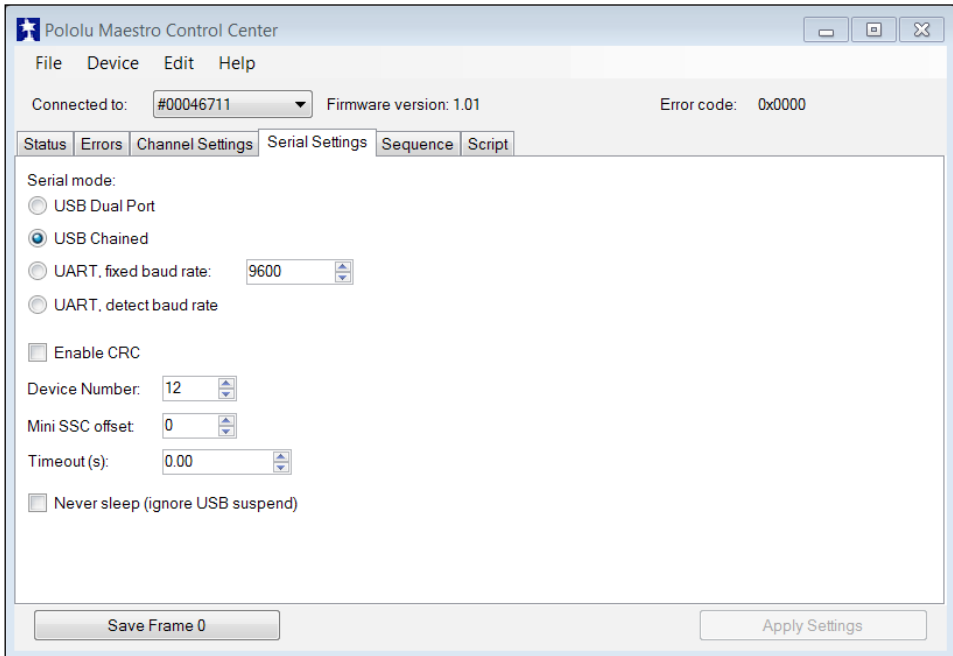 Pololu Maestro Control Center
File Device Edit Help
Connected to: #00046711 Firmware version: 1.01 Error code: 0x0000
Status Errors Channel Settings Serial Settings Sequence Script
Serial mode:
USB Dual Port
USB Chained
UART, fixed baud rate: 9600
UART, detect baud rate
Enable CRC
Device Number: 12
Mini SSC offset: 0
Timeout (s): 0.00
Never sleep (ignore USB suspend)
Save Frame 0 Apply Settings